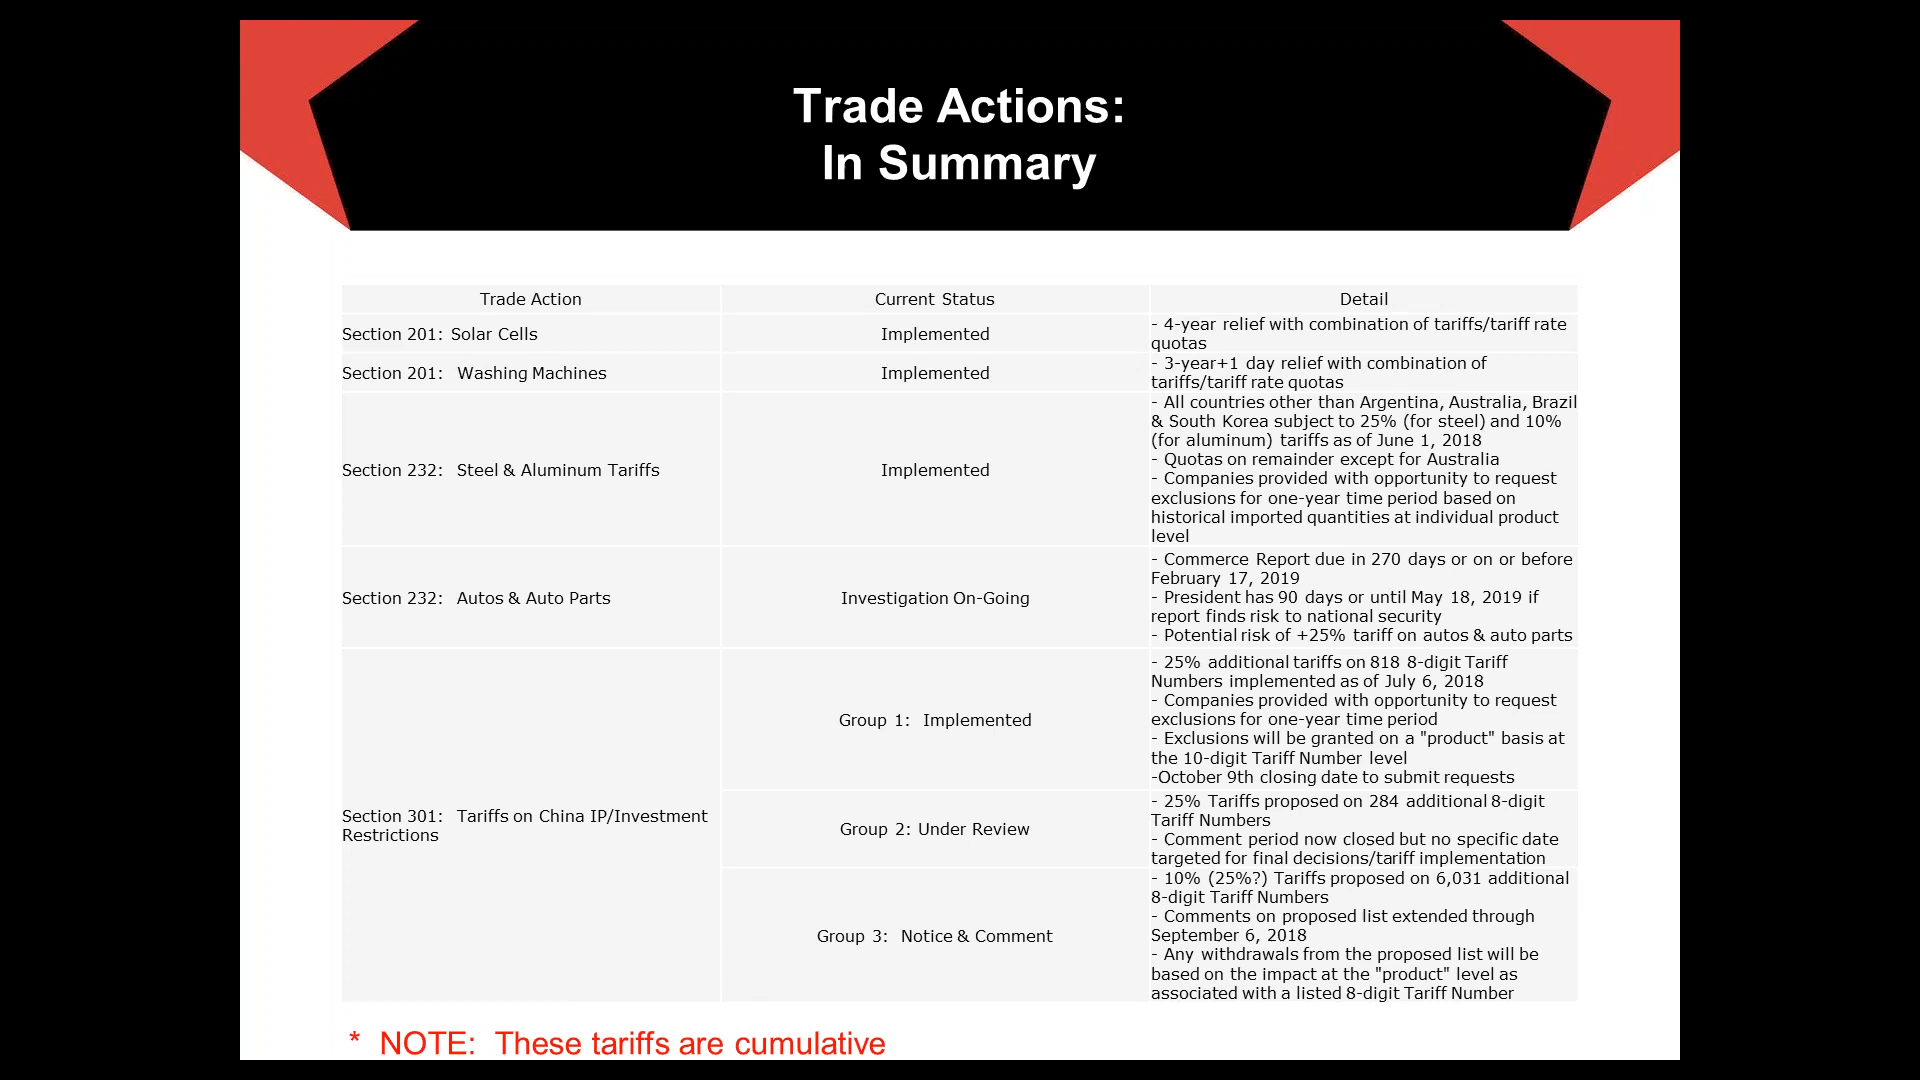 Trade Actions:
In Summary
Trade Action
Current Status
Detail
Section 201: Solar Cells
Implemented
- 4-year relief with combination of tariffs/tariff rate
quotas
Section 201: Washing Machines
Implemented
- 3-year+1 day relief with combination of
tariffs/tariff rate quotas
Section 232: Steel & Aluminum Tariffs
Implemented
- All countries other than Argentina, Australia, Brazil
& South Korea subject to 25% (for steel) and 10%
(for aluminum) tariffs as of June 1, 2018
- Quotas on remainder except for Australia
- Companies provided with opportunity to request
exclusions for one-year time period based on
historical imported quantities at individual product
level
Section 232: Autos & Auto Parts
Investigation On-Going
- Commerce Report due in 270 days or on or before
February 17, 2019
- President has 90 days or until May 18, 2019 if
report finds risk to national security
- Potential risk of +25% tariff on autos & auto parts
Section 301: Tariffs on China IP/Investment
Restrictions
Group 1: Implemented
- 25% additional tariffs on 818 8-digit Tariff
Numbers implemented as of July 6, 2018
- Companies provided with opportunity to request
exclusions for one-year time period
- Exclusions will be granted on a "product" basis at
the 10-digit Tariff Number level
-October 9th closing date to submit requests
Group 2: Under Review
- 25% Tariffs proposed on 284 additional 8-digit
Tariff Numbers
- Comment period now closed but no specific date
targeted for final decisions/tariff implementation
Group 3: Notice & Comment
- 10% (25%?) Tariffs proposed on 6,031 additional
8-digit Tariff Numbers
- Comments on proposed list extended through
September 6, 2018
- Any withdrawals from the proposed list will be
based on the impact at the "product" level as
associated with a listed 8-digit Tariff Number
* NOTE: These tariffs are cumulative